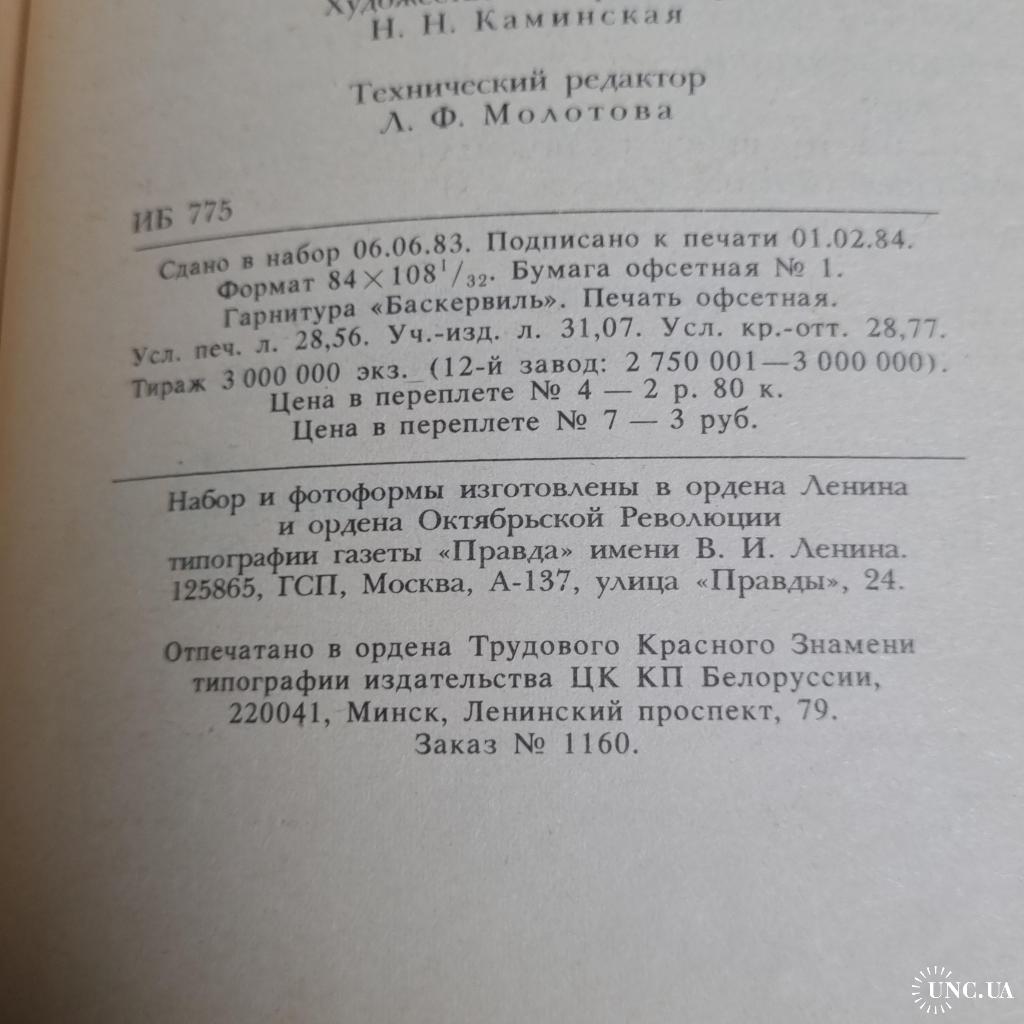 Н. Н. Каминская
Технический редактор
Л. Ф. Молотова
ИБ 775
Сдано в набор 06.06.83. Подписано к печати 01.02.84.
Формат 84×108¹/₃₂. Бумага офсетная № 1.
Гарнитура «Баскервиль». Печать офсетная.
Усл. печ. л. 28,56. Уч.-изд. л. 31,07. Усл. кр.-отт. 28,77.
Тираж 3 000 000 экз. (12-й завод: 2 750 001—3 000 000).
Цена в переплете № 4 — 2 р. 80 к.
Цена в переплете № 7 — 3 руб.
Набор и фотоформы изготовлены в ордена Ленина
и ордена Октябрьской Революции
типографии газеты «Правда» имени В. И. Ленина.
125865, ГСП, Москва, А-137, улица «Правды», 24.
Отпечатано в ордена Трудового Красного Знамени
типографии издательства ЦК КП Белоруссии,
220041, Минск, Ленинский проспект, 79.
Заказ № 1160.
UNC.UA